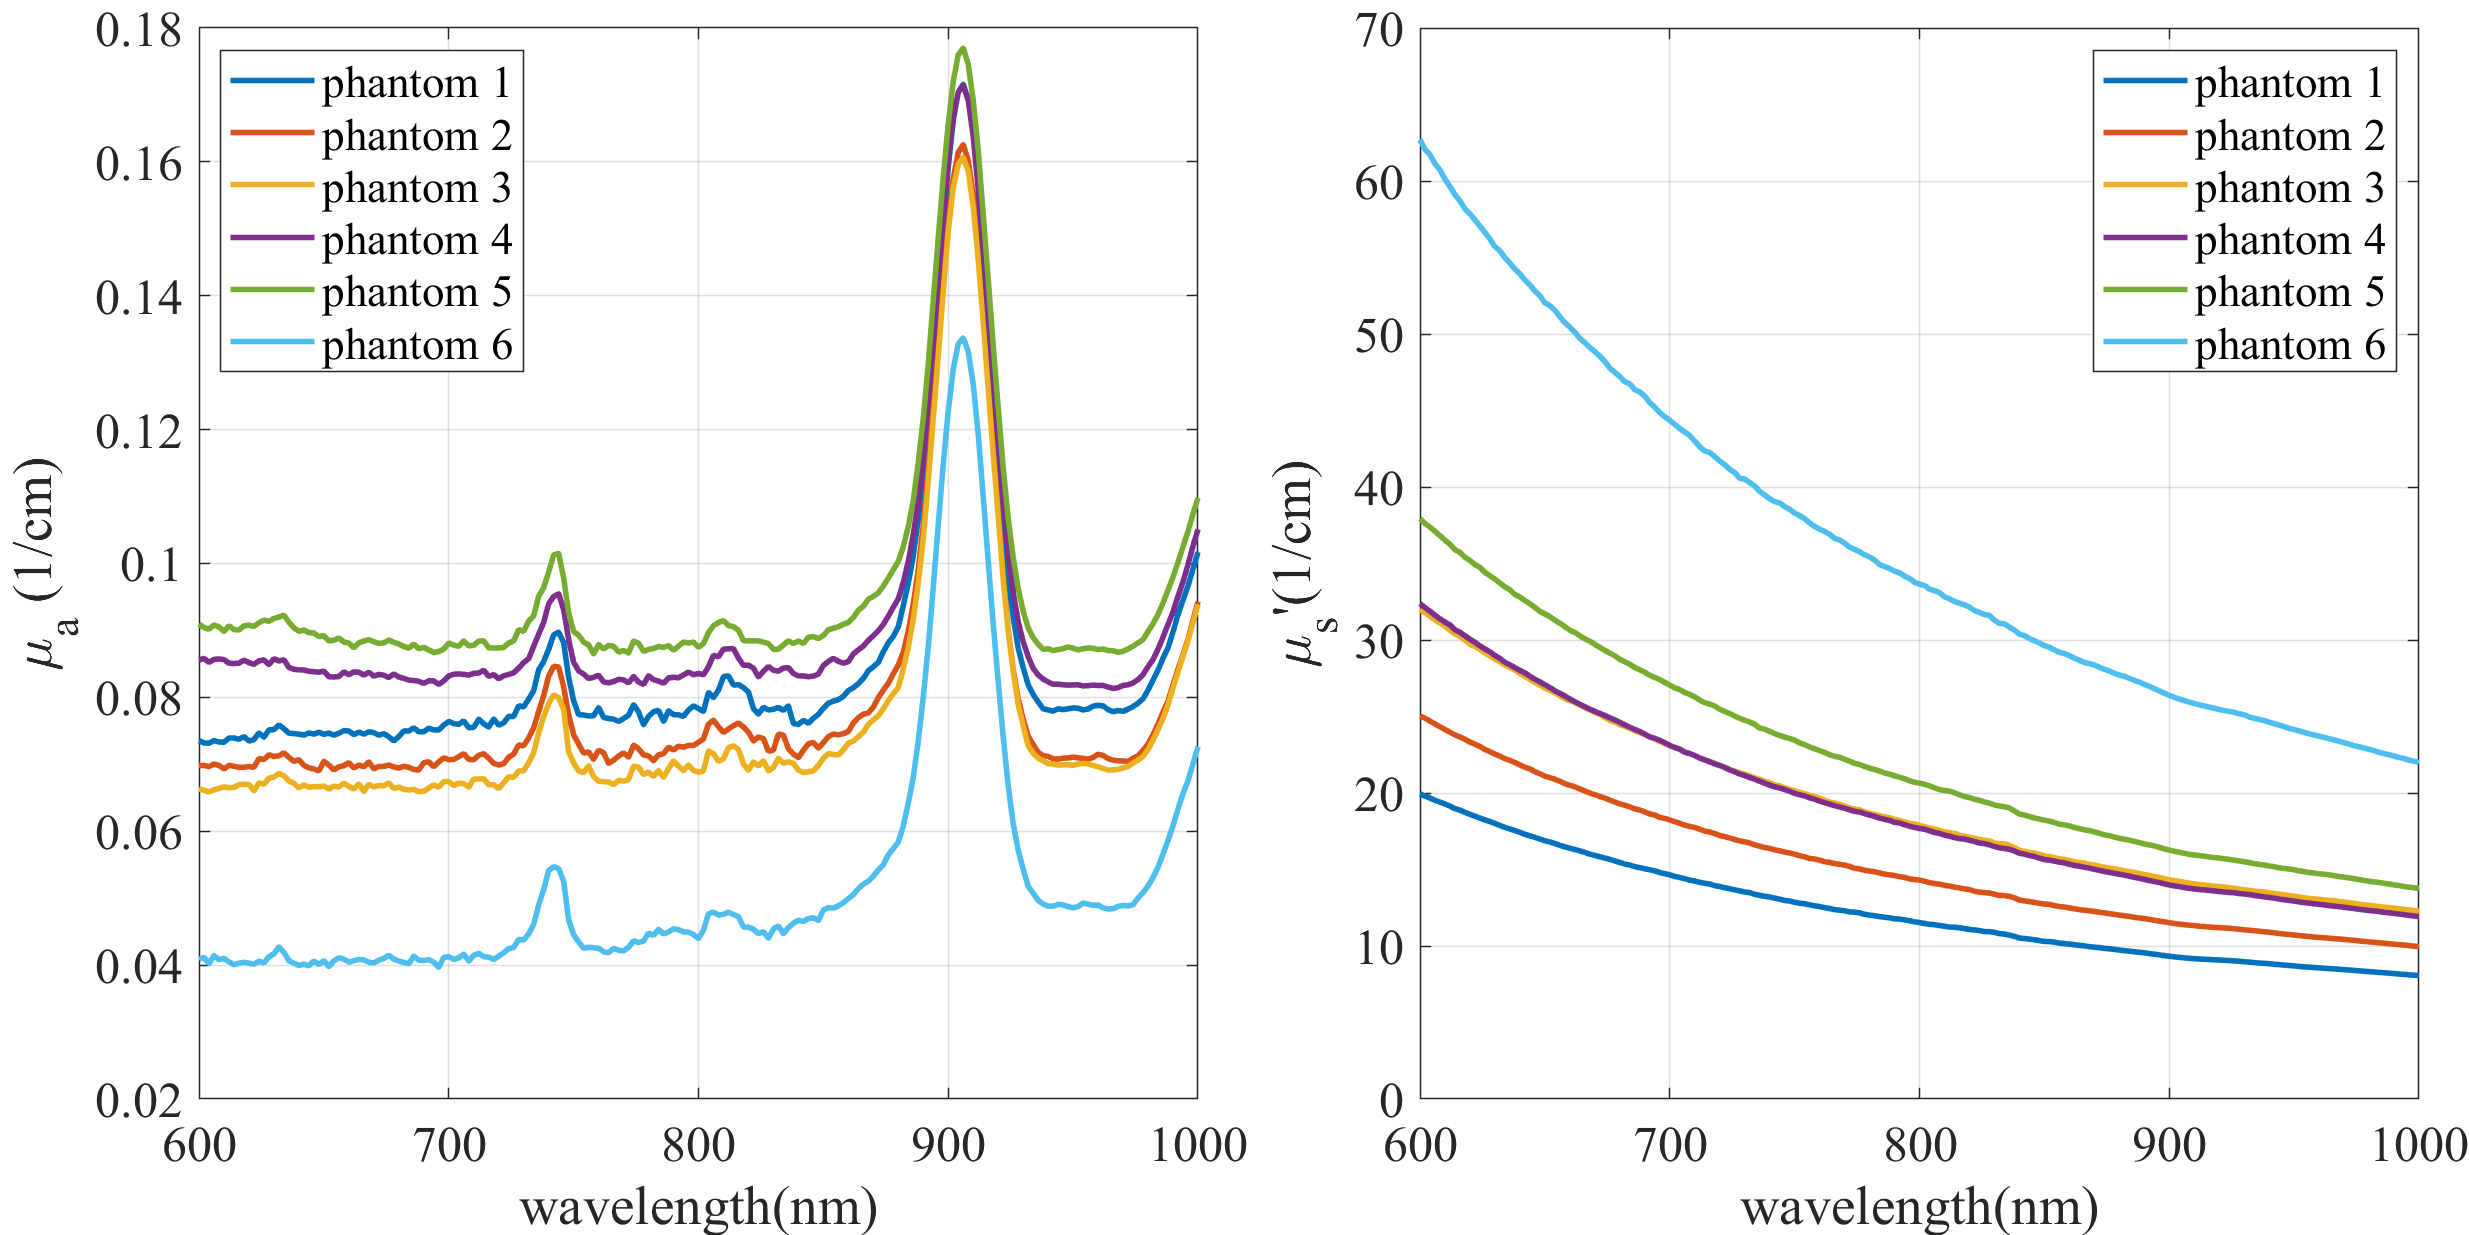 0.18
0.16
0.14
0.12
0.1
0.08
0.06
0.04
0.02
μa (1/cm)
phantom 1
phantom 2
phantom 3
phantom 4
phantom 5
phantom 6
600 700 800 900 1000
wavelength(nm)
70
60
50
40
30
20
10
0
μs'(1/cm)
phantom 1
phantom 2
phantom 3
phantom 4
phantom 5
phantom 6
600 700 800 900 1000
wavelength(nm)